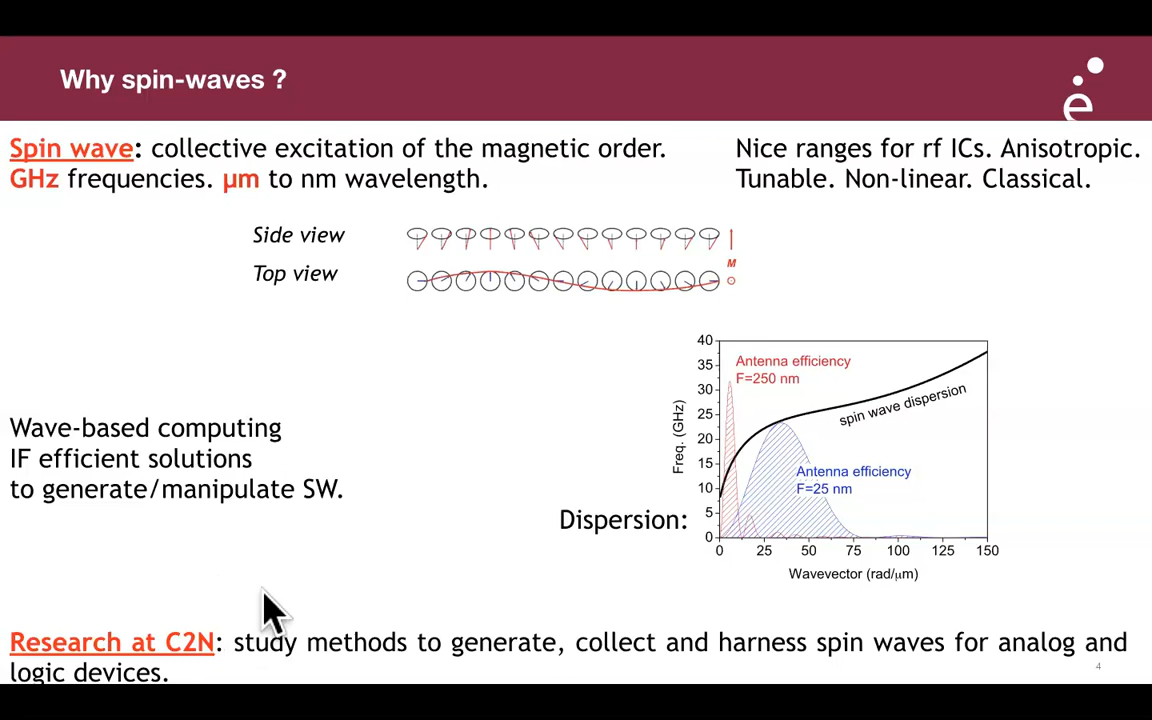 Why spin-waves ?
e
Spin wave: collective excitation of the magnetic order.
GHz frequencies. µm to nm wavelength.
Nice ranges for rf ICs. Anisotropic.
Tunable. Non-linear. Classical.
Side view
Top view
M
Wave-based computing
IF efficient solutions
to generate/manipulate SW.
Dispersion:
Freq. (GHz)
40
35
30
25
20
15
10
5
0
Antenna efficiency
F=250 nm
spin wave dispersion
Antenna efficiency
F=25 nm
0 25 50 75 100 125 150
Wavevector (rad/µm)
Research at C2N: study methods to generate, collect and harness spin waves for analog and
logic devices.
4